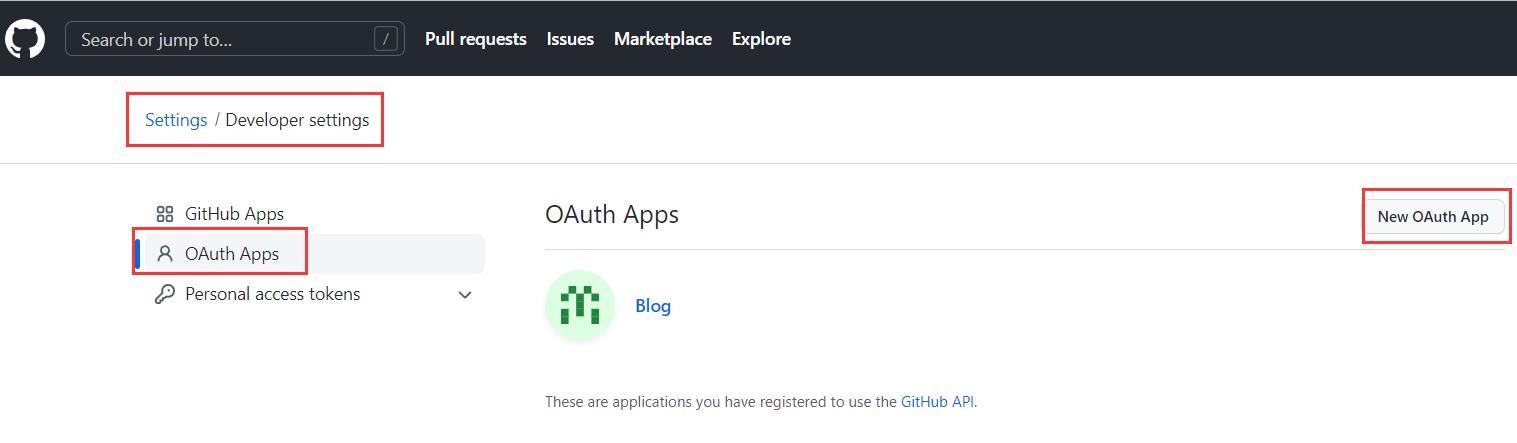 Search or jump to... / Pull requests Issues Marketplace Explore
Settings / Developer settings
GitHub Apps
OAuth Apps
Personal access tokens
OAuth Apps
New OAuth App
Blog
These are applications you have registered to use the GitHub API.